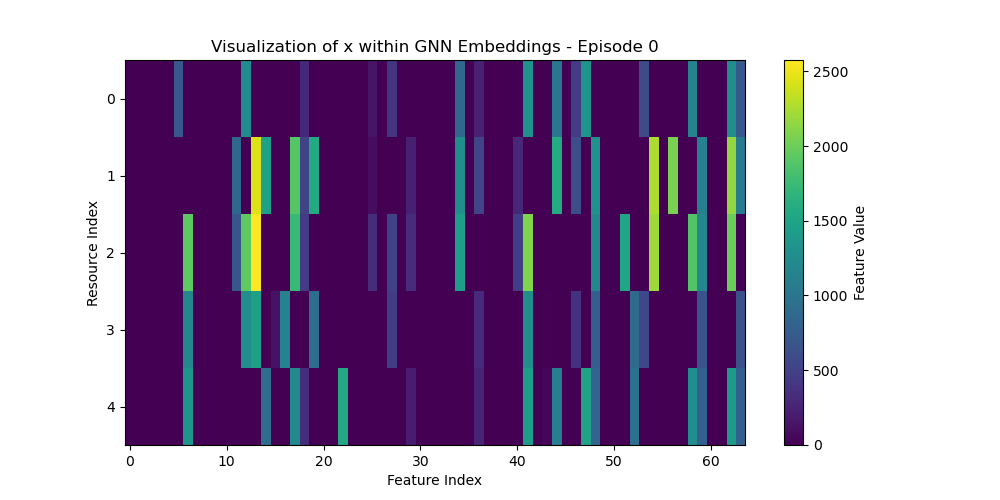 Visualization of x within GNN Embeddings - Episode 0
0
1
2
3
4
Resource Index
0 10 20 30 40 50 60
Feature Index
2500
2000
1500
1000
500
0
Feature Value